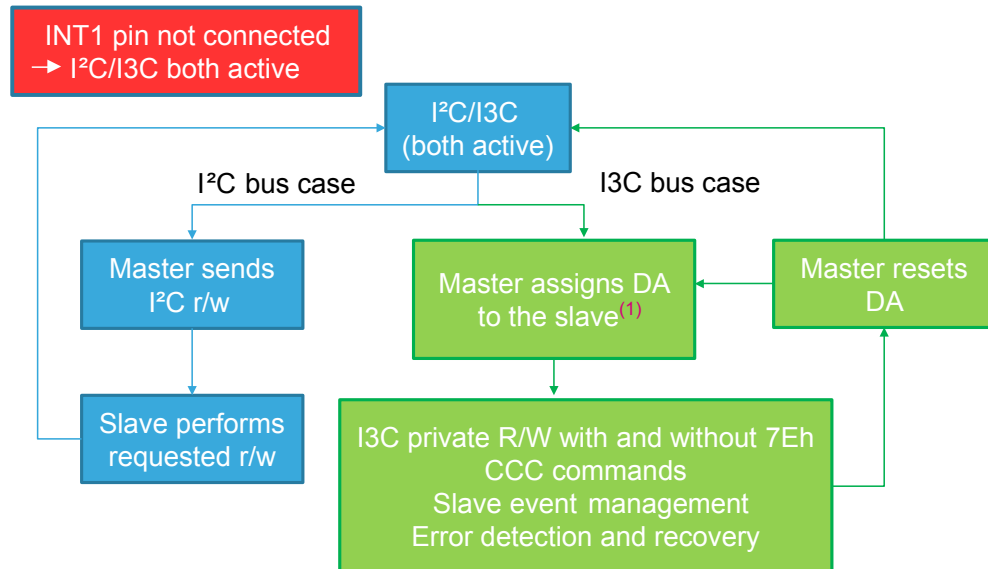 INT1 pin not connected
→ I²C/I3C both active
I²C/I3C
(both active)
I²C bus case
I3C bus case
Master sends
I²C r/w
Master assigns DA
to the slave(1)
Master resets
DA
Slave performs
requested r/w
I3C private R/W with and without 7Eh
CCC commands
Slave event management
Error detection and recovery